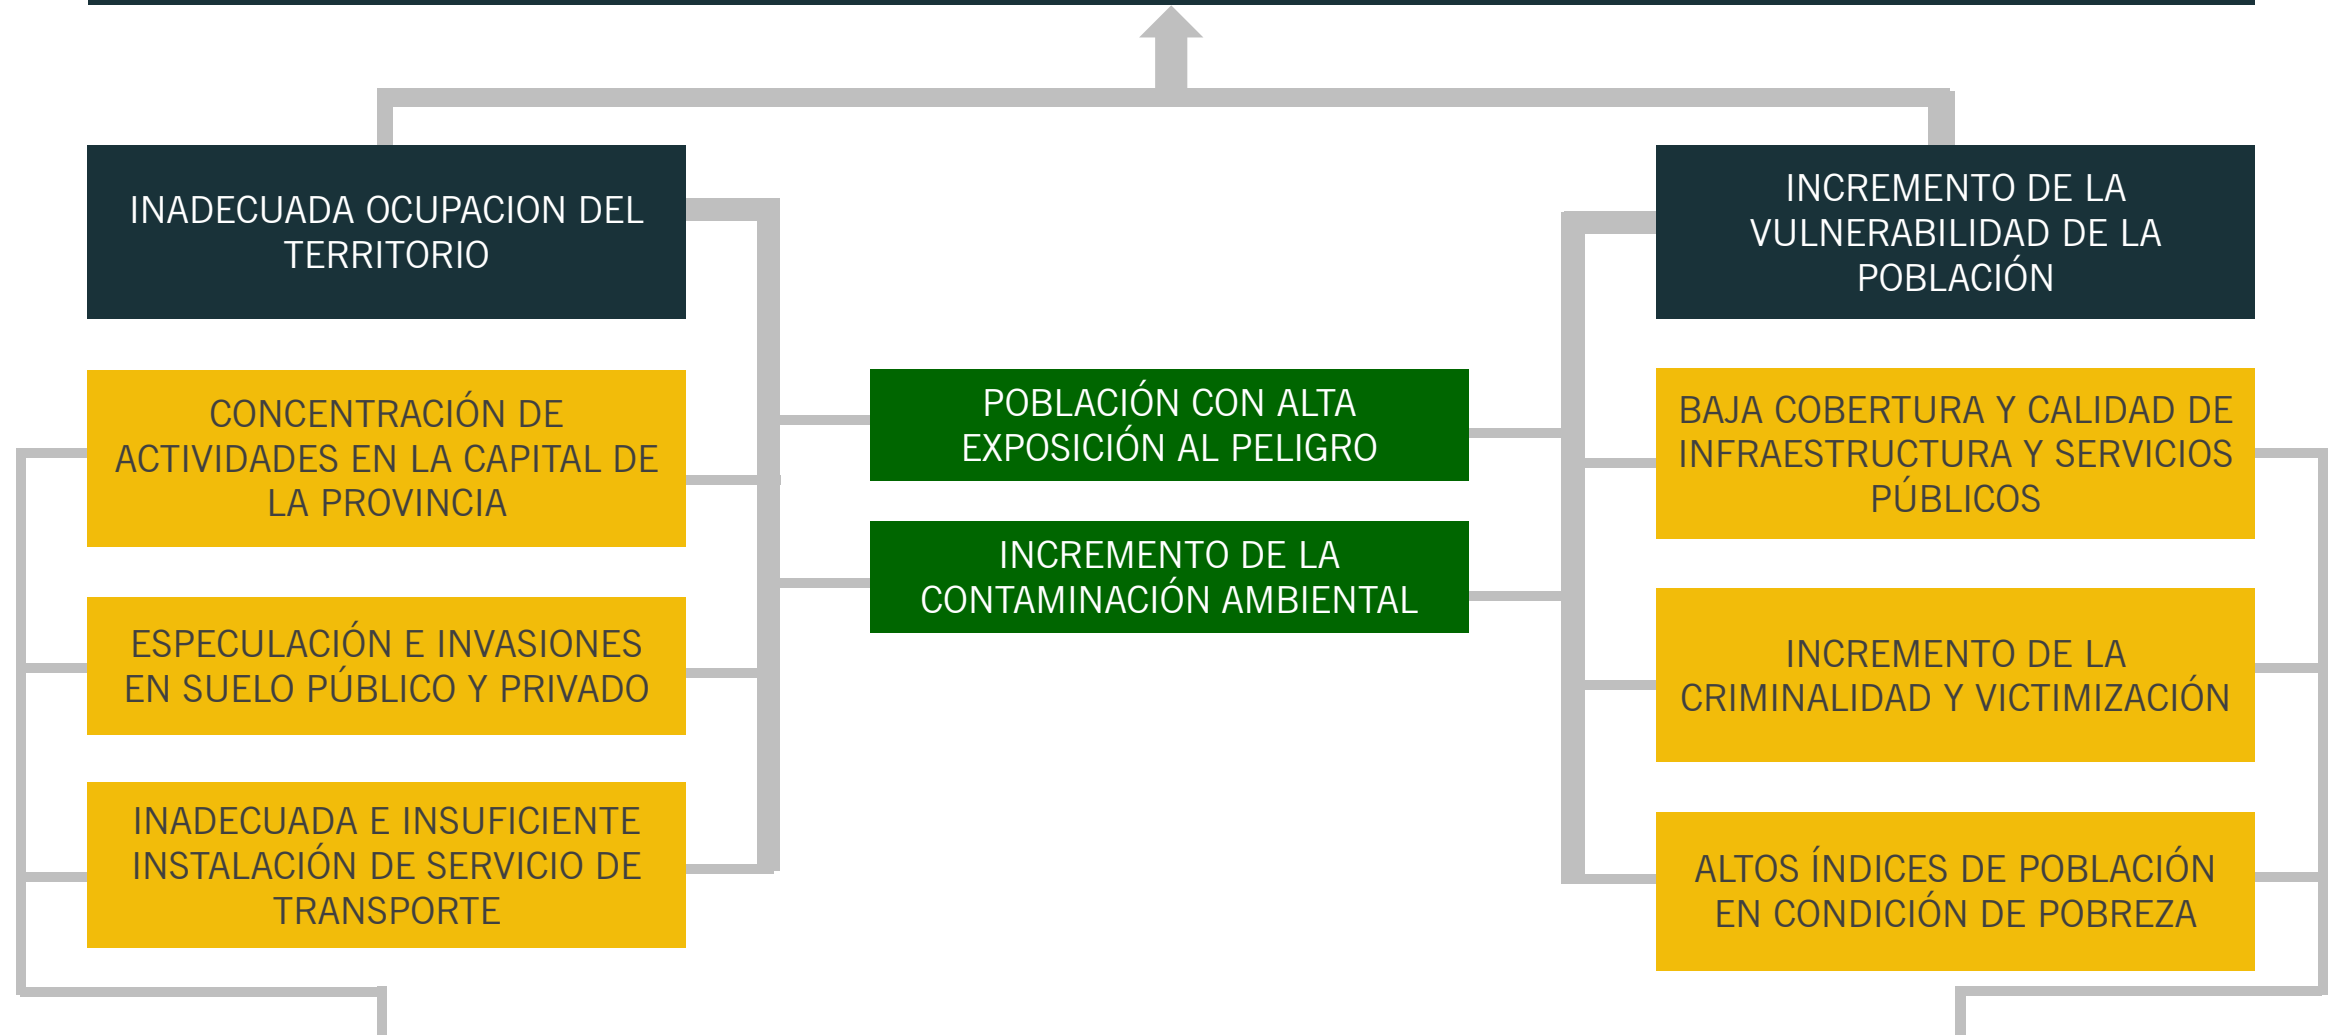 INADECUADA OCUPACION DEL
TERRITORIO
INCREMENTO DE LA
VULNERABILIDAD DE LA
POBLACIÓN
CONCENTRACIÓN DE
ACTIVIDADES EN LA CAPITAL DE
LA PROVINCIA
POBLACIÓN CON ALTA
EXPOSICIÓN AL PELIGRO
BAJA COBERTURA Y CALIDAD DE
INFRAESTRUCTURA Y SERVICIOS
PÚBLICOS
INCREMENTO DE LA
CONTAMINACIÓN AMBIENTAL
ESPECULACIÓN E INVASIONES
EN SUELO PÚBLICO Y PRIVADO
INCREMENTO DE LA
CRIMINALIDAD Y VICTIMIZACIÓN
INADECUADA E INSUFICIENTE
INSTALACIÓN DE SERVICIO DE
TRANSPORTE
ALTOS ÍNDICES DE POBLACIÓN
EN CONDICIÓN DE POBREZA